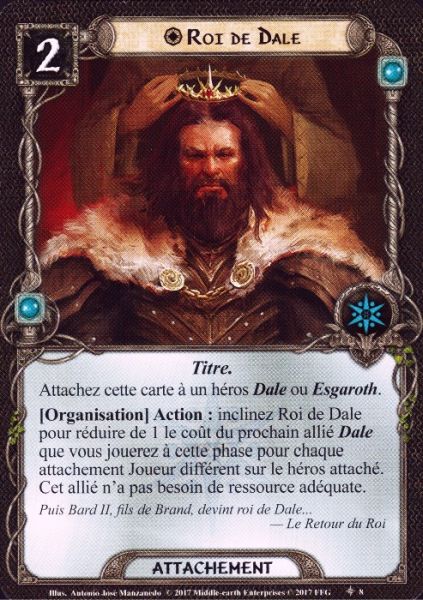 2
Roi de Dale
Titre.
Attachez cette carte à un héros Dale ou Esgaroth.
[Organisation] Action : inclinez Roi de Dale
pour réduire de 1 le coût du prochain allié Dale
que vous jouerez à cette phase pour chaque
attachement Joueur différent sur le héros attaché.
Cet allié n'a pas besoin de ressource adéquate.
Puis Bard II, fils de Brand, devint roi de Dale...
— Le Retour du Roi
ATTACHEMENT
Illus. Antonio José Manzanedo © 2017 Middle-earth Enterprises © 2017 FFG 8